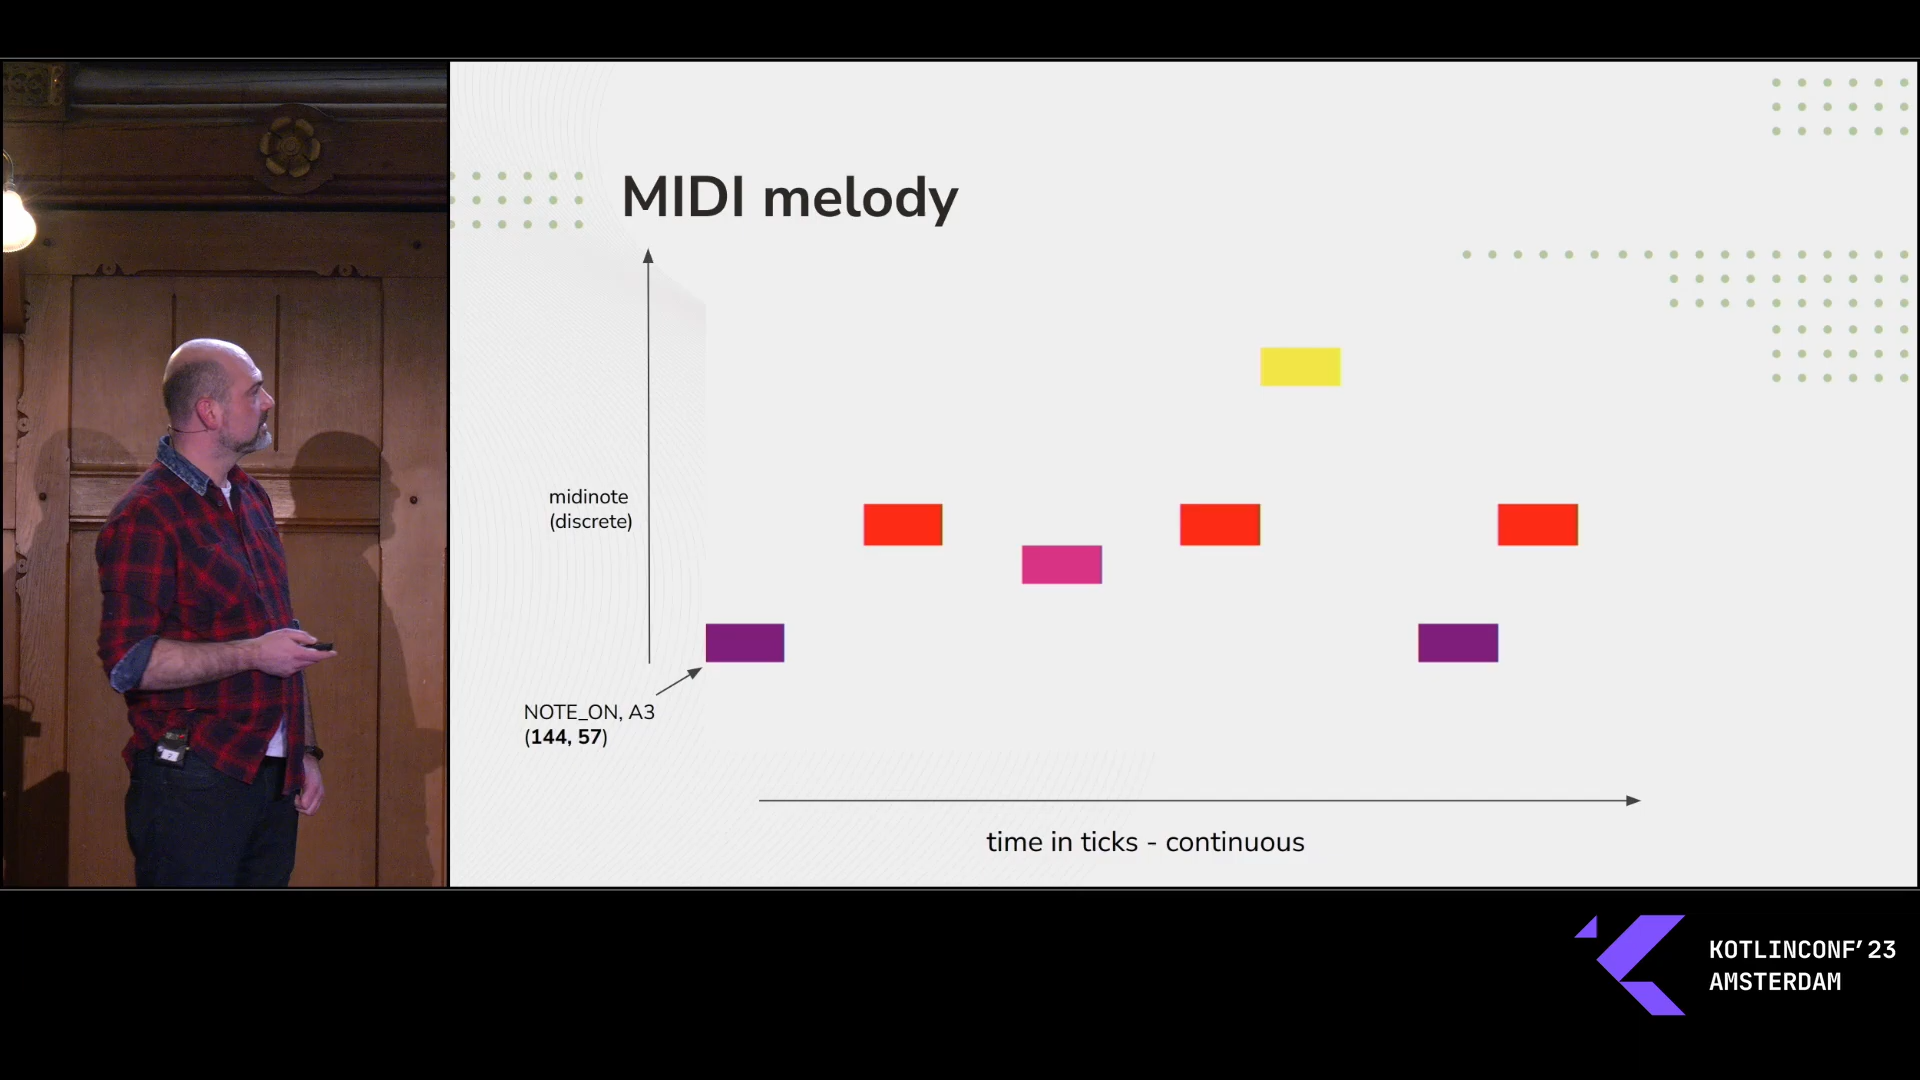 MIDI melody
midinote
(discrete)
NOTE_ON, A3
(144, 57)
time in ticks - continuous
KOTLINCONF'23
AMSTERDAM